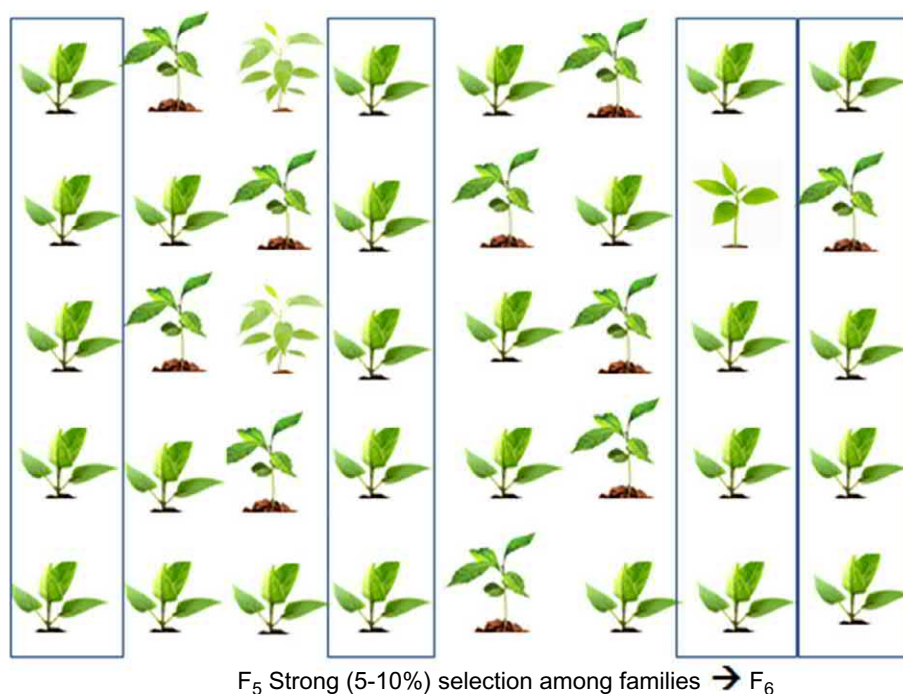 F₅ Strong (5-10%) selection among families ➔ F₆